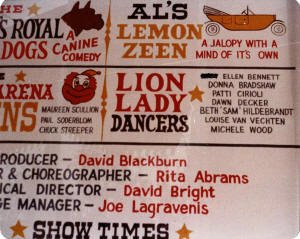 THE
'S ROYAL
DOGS
A
CANINE
COMEDY
AL'S
LEMON
ZEEN
A JALOPY WITH A
MIND OF IT'S OWN
ARENA
NS
MAUREEN SCULLION
PAUL SODERBLOM
CHUCK STREEPER
LION
LADY
DANCERS
ELLEN BENNETT
DONNA BRADSHAW
PATTI CIRIOLI
DAWN DECKER
BETH "SAM" HILDEBRANDT
LOUISE VAN VECHTEN
MICHELE WOOD
RODUCER – David Blackburn
R & CHOREOGRAPHER – Rita Abrams
ICAL DIRECTOR – David Bright
GE MANAGER – Joe Lagravenis
SHOW TIMES